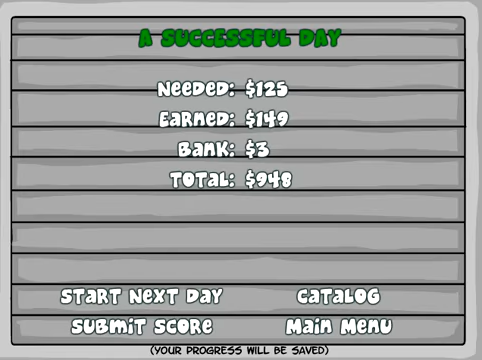 A SUCCESSFUL DAY
Needed: $125
Earned: $149
Bank: $3
Total: $948
Start Next Day Catalog
Submit Score Main Menu
(YOUR PROGRESS WILL BE SAVED)